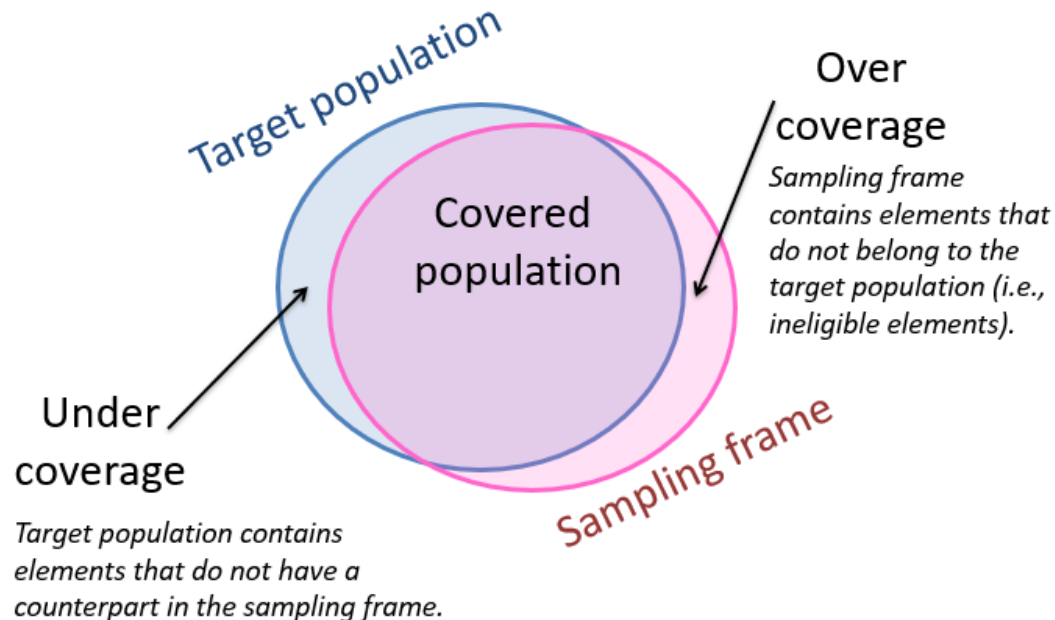 Target population
Over
coverage
Sampling frame
contains elements that
do not belong to the
target population (i.e.,
ineligible elements).
Covered
population
Under
coverage
Target population contains
elements that do not have a
counterpart in the sampling frame.
Sampling frame